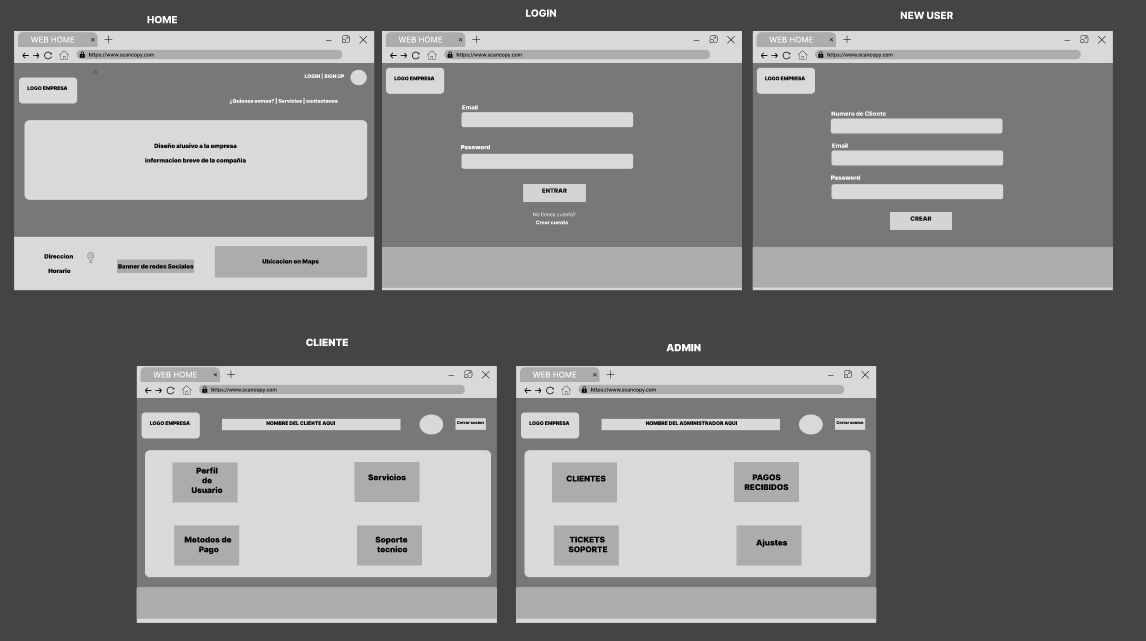 HOME
WEB HOME
https://www.scancopy.com
LOGIN | SIGN UP
LOGO EMPRESA
¿Quienes somos? | Servicios | contactanos
Diseño alusivo a la empresa
informacion breve de la compañia
Direccion
Horario
Banner de redes Sociales
Ubicacion en Maps
LOGIN
WEB HOME
https://www.scancopy.com
LOGO EMPRESA
Email
Password
ENTRAR
No tienes cuenta?
Crear cuenta
NEW USER
WEB HOME
https://www.scancopy.com
LOGO EMPRESA
Numero de Cliente
Email
Password
CREAR
CLIENTE
WEB HOME
https://www.scancopy.com
LOGO EMPRESA
NOMBRE DEL CLIENTE AQUI
Cerrar sesion
Perfil
de
Usuario
Servicios
Metodos de
Pago
Soporte
tecnico
ADMIN
WEB HOME
https://www.scancopy.com
LOGO EMPRESA
NOMBRE DEL ADMINISTRADOR AQUI
Cerrar sesion
CLIENTES
PAGOS
RECIBIDOS
TICKETS
SOPORTE
Ajustes